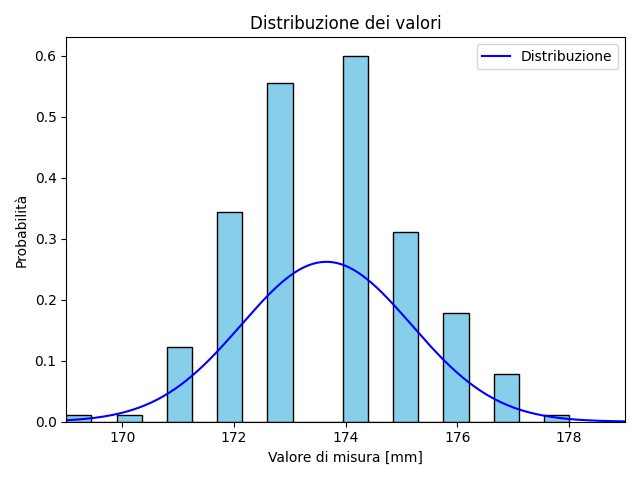 Distribuzione dei valori
Distribuzione
0.6
0.5
0.4
0.3
0.2
0.1
0.0
Probabilità
170 172 174 176 178
Valore di misura [mm]